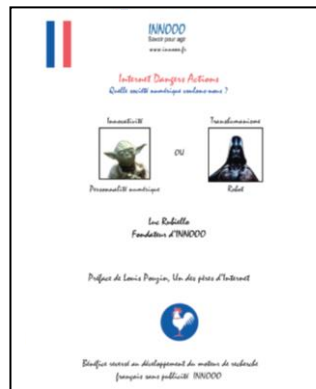 INNOOO
Savoir pour agir
www.innooo.fr
Internet Dangers Actions
Quelle société numérique voulons-nous ?
Innovativité
Transhumanisme
OU
Personnalité numérique
Robot
Luc Rubiello
Fondateur d'INNOOO
Préface de Louis Pouzin, Un des pères d'Internet
Bénéfice reversé au développement du moteur de recherche
français sans publicité INNOOO